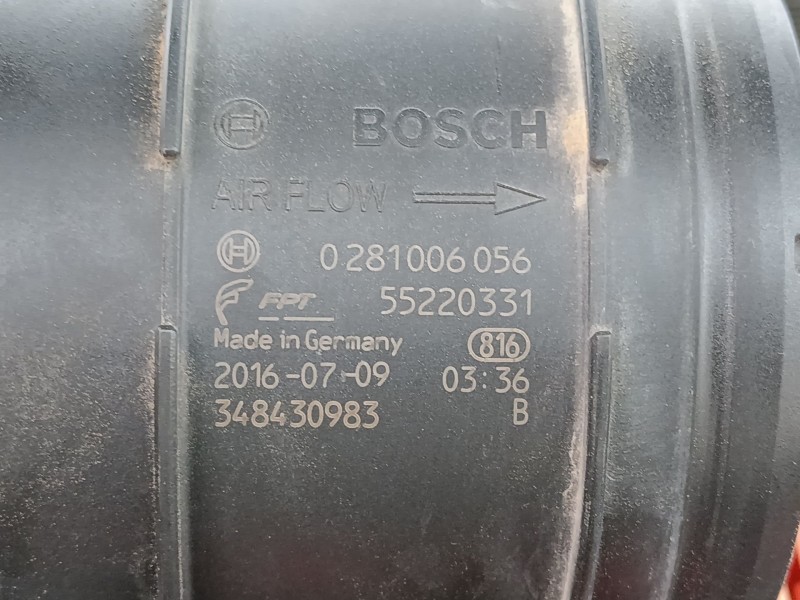 BOSCH
AIR FLOW
0 281 006 056
FPT 55220331
Made in Germany 816
2016-07-09 03:36
348430983 B